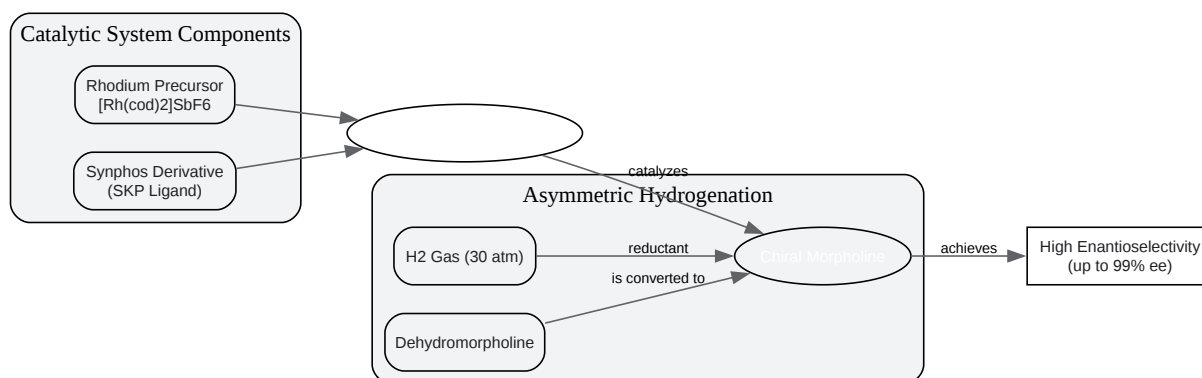 Catalytic System Components
Rhodium Precursor
[Rh(cod)2]SbF6
Synphos Derivative
(SKP Ligand)
catalyzes
Asymmetric Hydrogenation
H2 Gas (30 atm)
reductant
Chiral Morpholine
achieves
High Enantioselectivity
(up to 99% ee)
is converted to
Dehydromorpholine